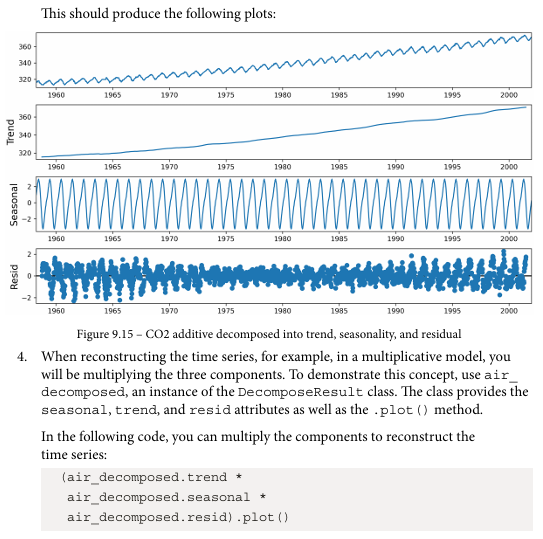 This should produce the following plots:
360
340
320
1960 1965 1970 1975 1980 1985 1990 1995 2000
Trend
360
340
320
1960 1965 1970 1975 1980 1985 1990 1995 2000
Seasonal
2
0
−2
1960 1965 1970 1975 1980 1985 1990 1995 2000
Resid
2
0
−2
1960 1965 1970 1975 1980 1985 1990 1995 2000
Figure 9.15 – CO2 additive decomposed into trend, seasonality, and residual
4. When reconstructing the time series, for example, in a multiplicative model, you
will be multiplying the three components. To demonstrate this concept, use air_
decomposed, an instance of the DecomposeResult class. The class provides the
seasonal, trend, and resid attributes as well as the .plot() method.
In the following code, you can multiply the components to reconstruct the
time series:
(air_decomposed.trend *
air_decomposed.seasonal *
air_decomposed.resid).plot()